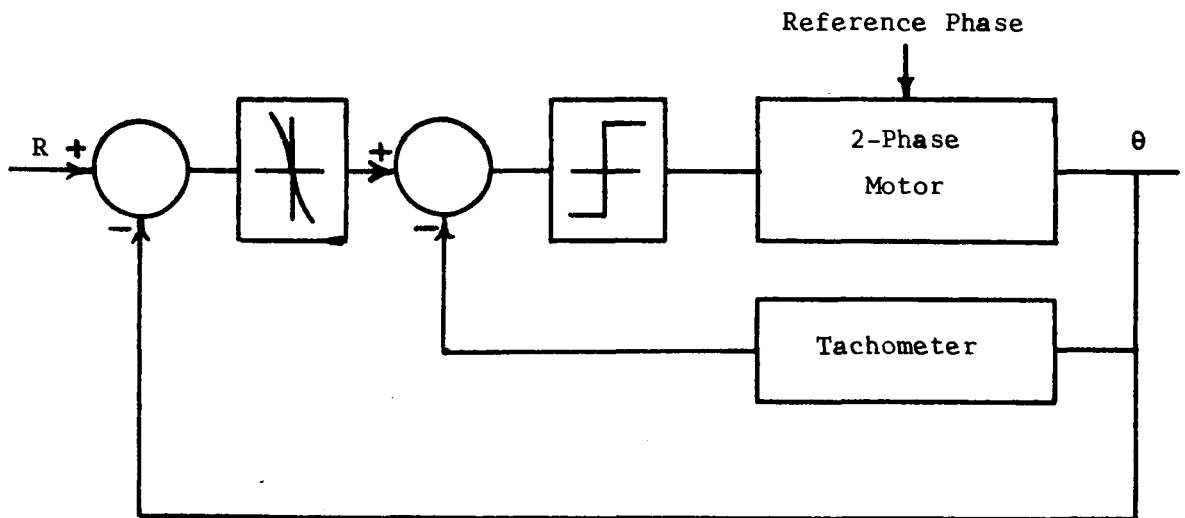 Reference Phase
R +
-
+
-
2-Phase
Motor
θ
Tachometer